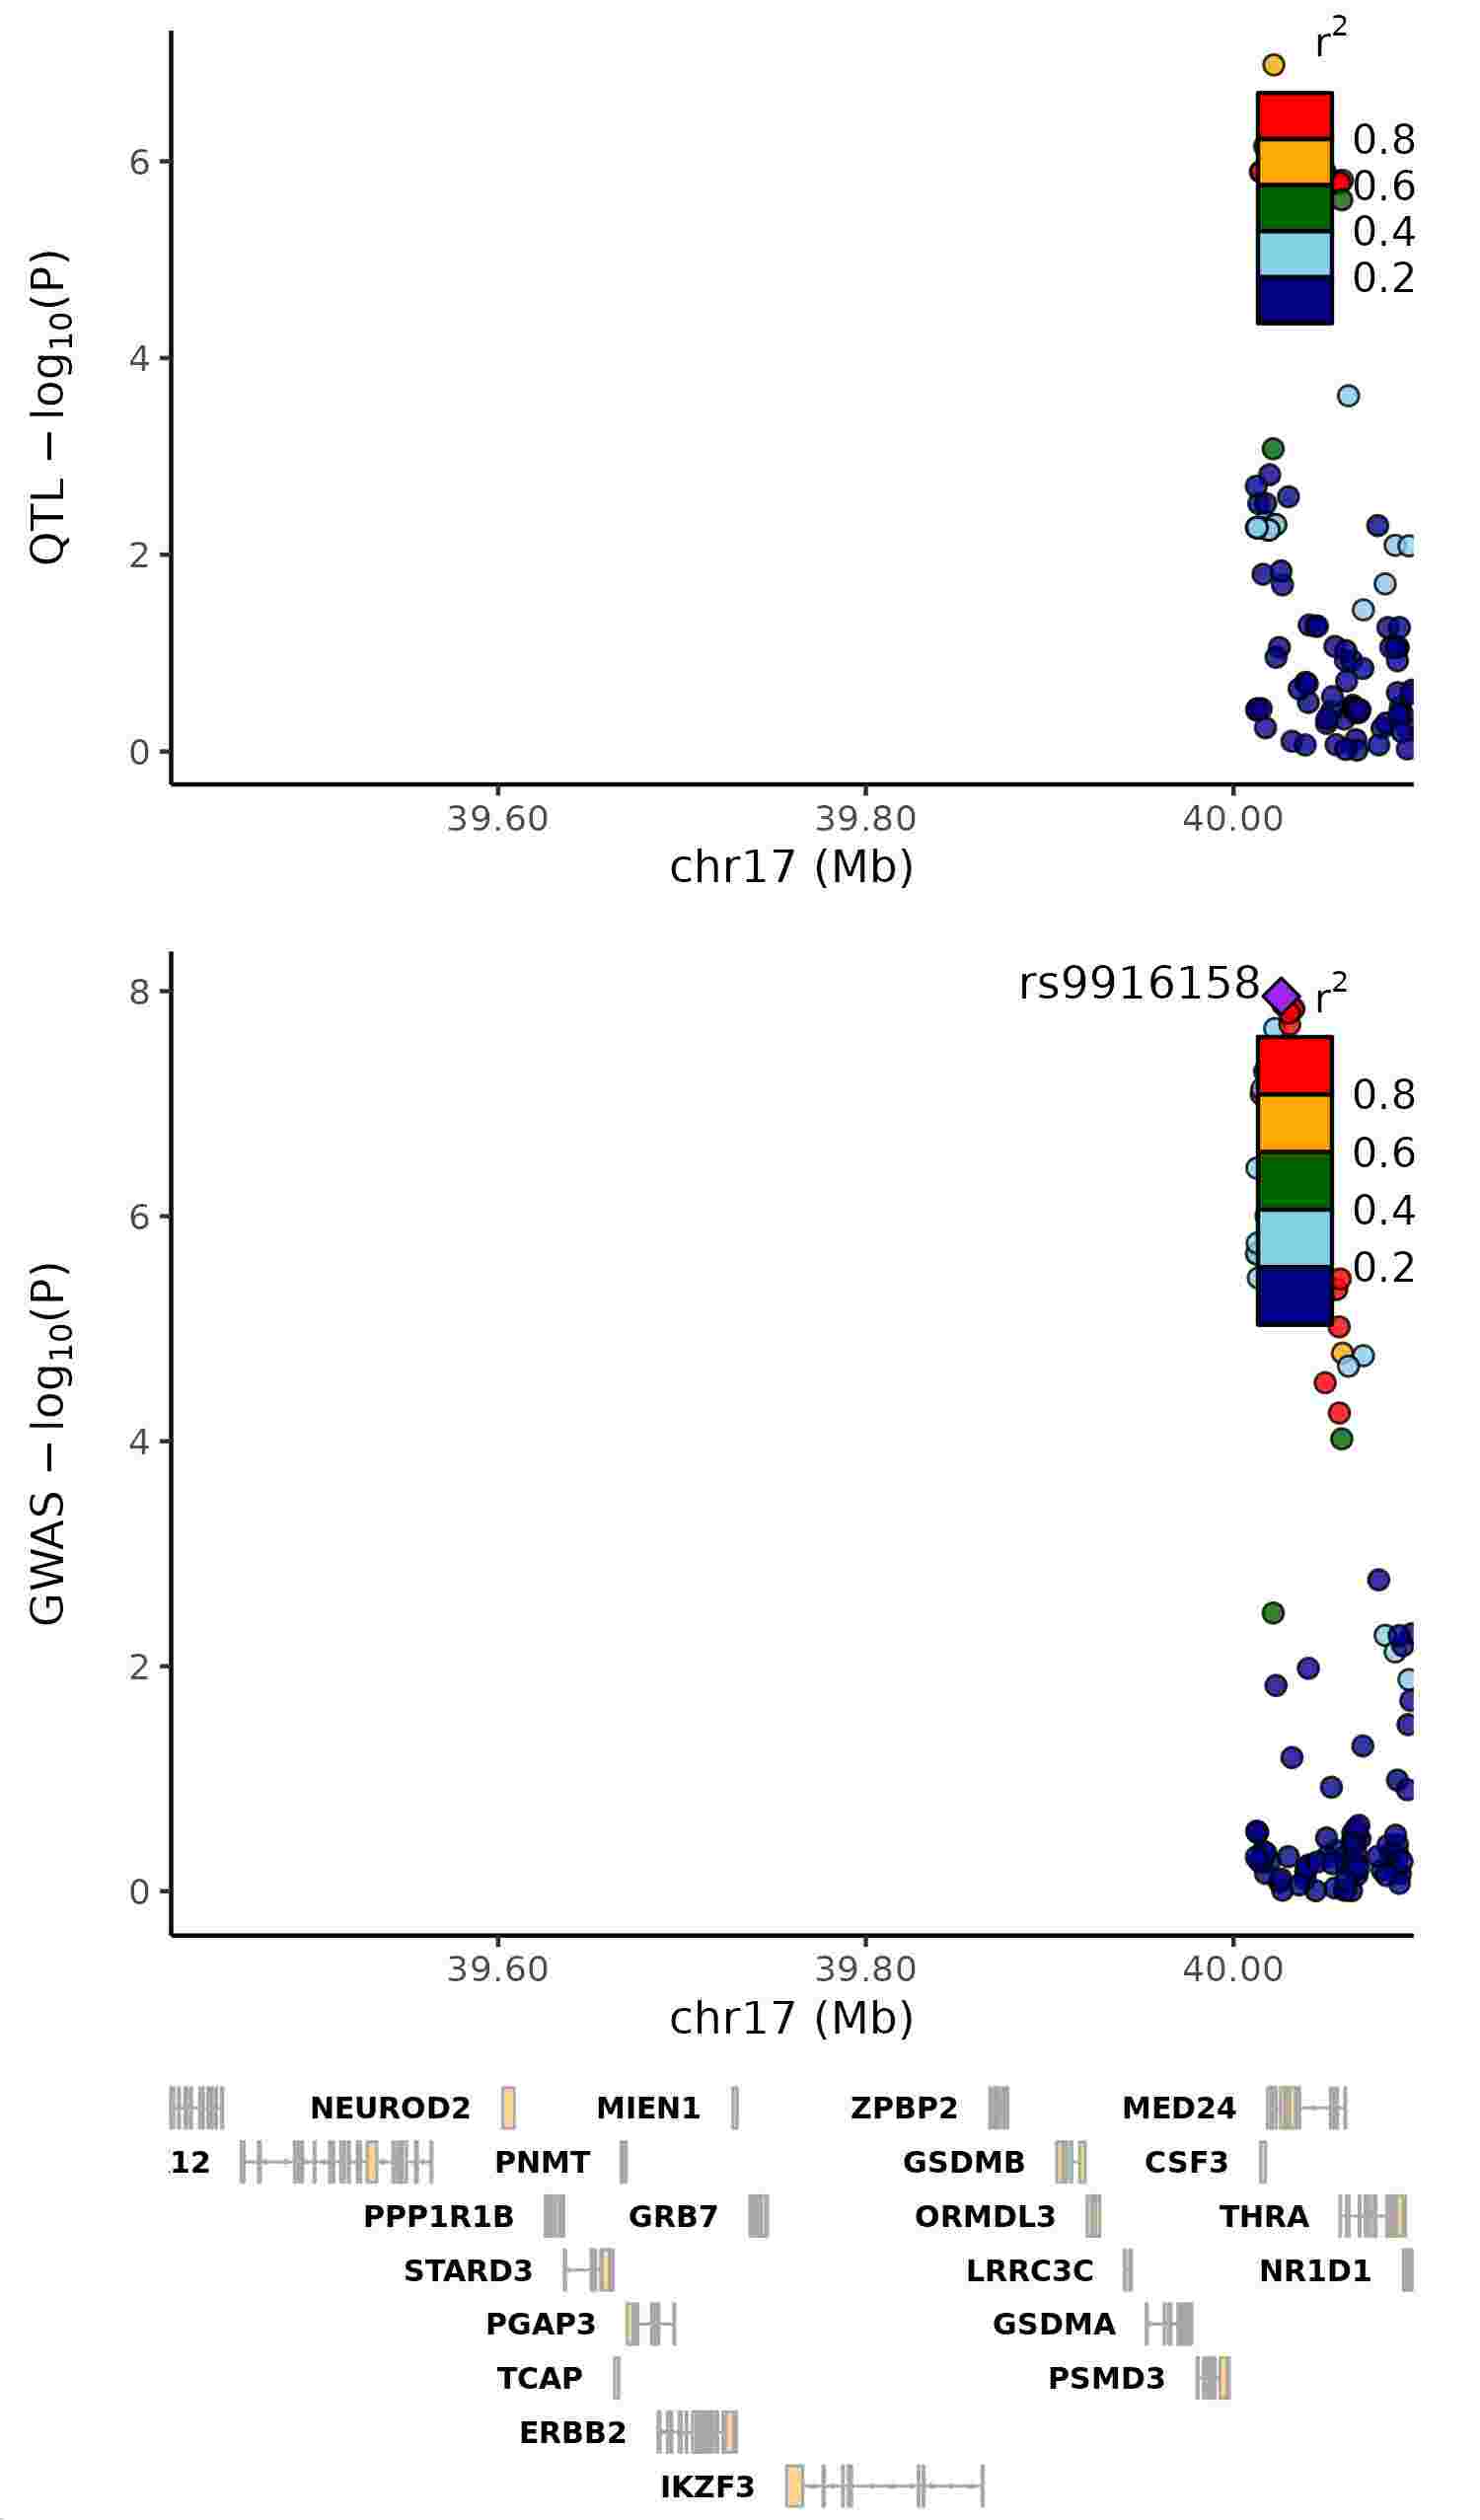 r²
0.8
0.6
0.4
0.2
6
4
2
0
QTL −log₁₀(P)
39.60 39.80 40.00
chr17 (Mb)
rs9916158
r²
0.8
0.6
0.4
0.2
8
6
4
2
0
GWAS −log₁₀(P)
39.60 39.80 40.00
chr17 (Mb)
NEUROD2 MIEN1 ZPBP2 MED24
12 PNMT GSDMB CSF3
PPP1R1B GRB7 ORMDL3 THRA
STARD3 LRRC3C NR1D1
PGAP3 GSDMA
TCAP PSMD3
ERBB2
IKZF3